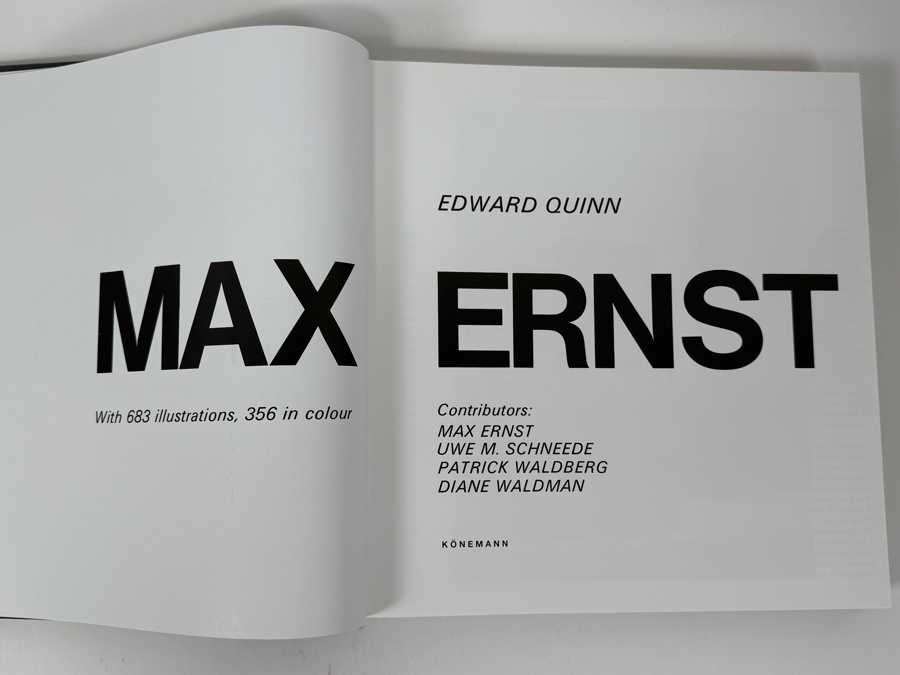 EDWARD QUINN
MAX ERNST
With 683 illustrations, 356 in colour
Contributors:
MAX ERNST
UWE M. SCHNEEDE
PATRICK WALDBERG
DIANE WALDMAN
KÖNEMANN